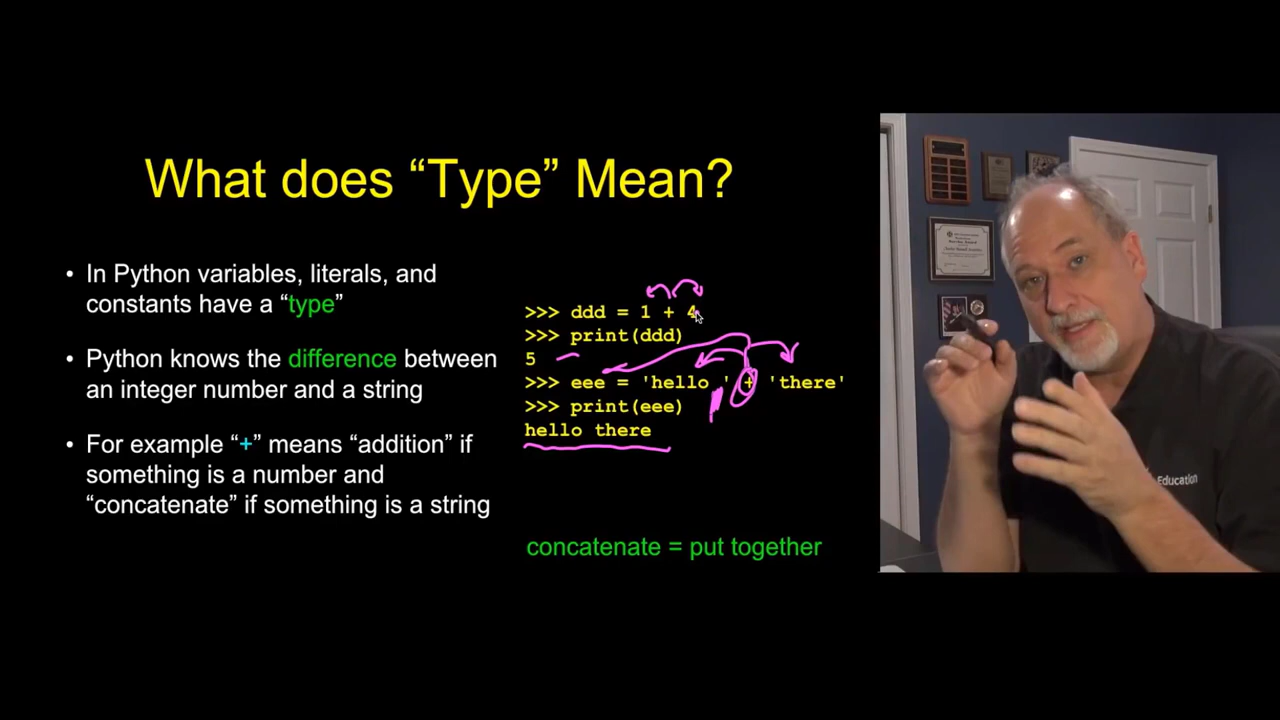 What does “Type” Mean?
• In Python variables, literals, and
constants have a “type”
• Python knows the difference between
an integer number and a string
• For example “+” means “addition” if
something is a number and
“concatenate” if something is a string
>>> ddd = 1 + 4
>>> print(ddd)
5
>>> eee = 'hello ' + 'there'
>>> print(eee)
hello there
concatenate = put together
Education